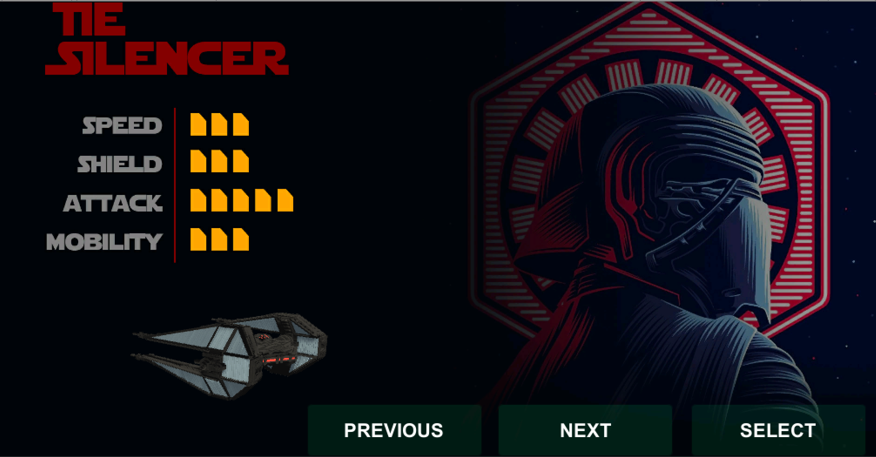 TIE
SILENCER
SPEED
SHIELD
ATTACK
MOBILITY
PREVIOUS
NEXT
SELECT